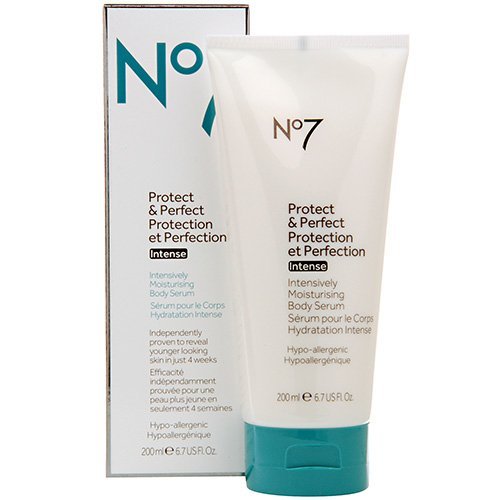 No7
Protect
& Perfect
Protection
et Perfection
Intense
Intensively
Moisturising
Body Serum
Sérum pour le Corps
Hydratation Intense
Independently
proven to reveal
younger looking
skin in just 4 weeks
Efficacité
indépendamment
prouvée pour une
peau plus jeune en
seulement 4 semaines
Hypo-allergenic
Hypoallergénique
200 ml ℮ 6.7 US Fl. Oz.
No7
Protect
& Perfect
Protection
et Perfection
Intense
Intensively
Moisturising
Body Serum
Sérum pour le Corps
Hydratation Intense
Hypo-allergenic
Hypoallergénique
200 ml ℮ 6.7 US Fl. Oz.